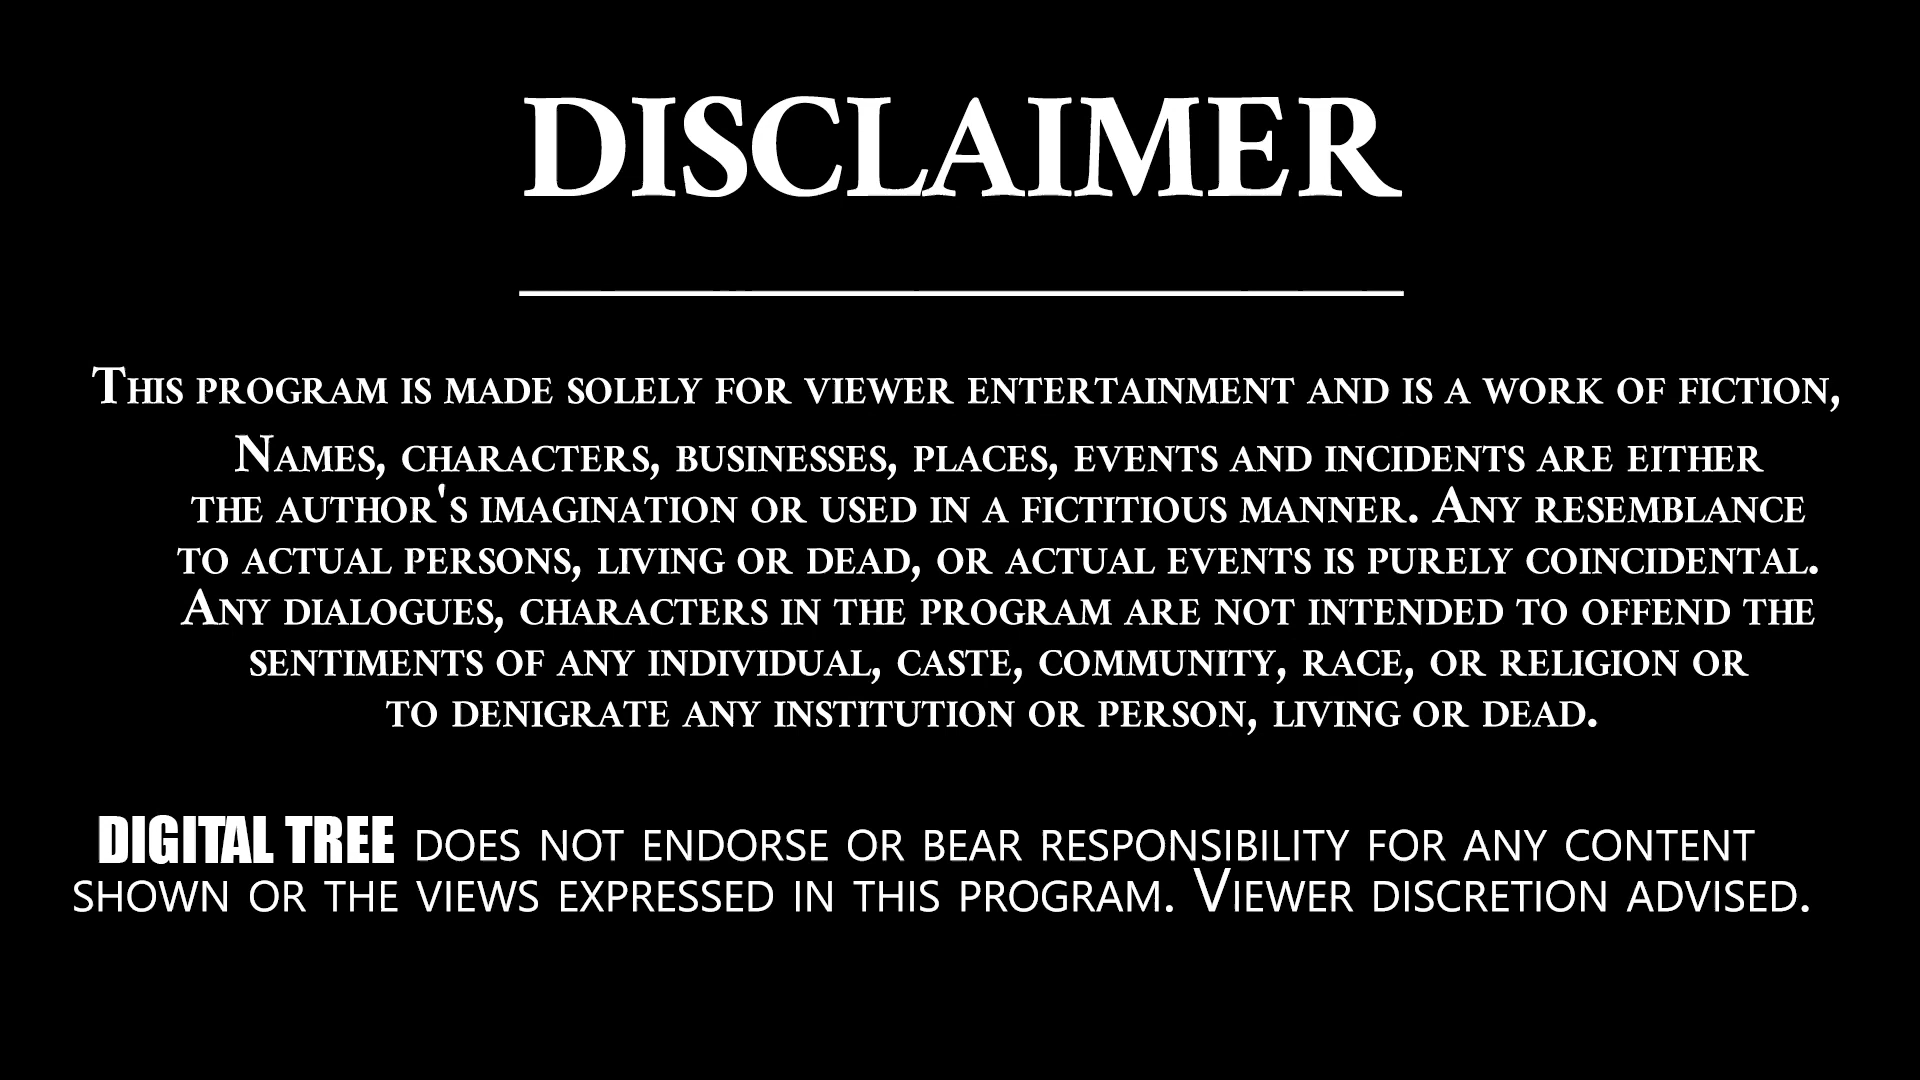 DISCLAIMER
This program is made solely for viewer entertainment and is a work of fiction,
Names, characters, businesses, places, events and incidents are either
the author's imagination or used in a fictitious manner. Any resemblance
to actual persons, living or dead, or actual events is purely coincidental.
Any dialogues, characters in the program are not intended to offend the
sentiments of any individual, caste, community, race, or religion or
to denigrate any institution or person, living or dead.
DIGITAL TREE does not endorse or bear responsibility for any content
shown or the views expressed in this program. Viewer discretion advised.